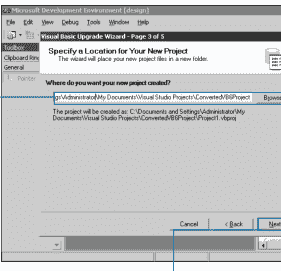 Microsoft Development Environment [design]
File Edit View Debug Tools Window Help
Visual Basic Upgrade Wizard - Page 3 of 5
Toolbox
Clipboard Ring
General
Pointer
Specify a Location for Your New Project
The wizard will place your new project files in a new folder.
Where do you want your new project created?
gs\Administrator\My Documents\Visual Studio Projects\ConvertedVB6Project
Browse
The project will be created as: C:\Documents and Settings\Administrator\My
Documents\Visual Studio Projects\ConvertedVB6Project\Project1.vbproj
Cancel < Back Next